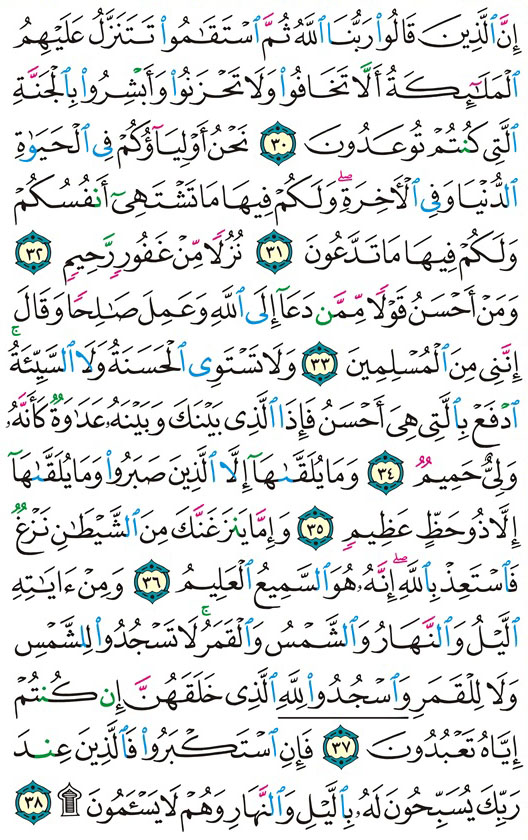 إِنَّ ٱلَّذِينَ قَالُوا۟ رَبُّنَا ٱللَّهُ ثُمَّ ٱسْتَقَـٰمُوا۟ تَتَنَزَّلُ عَلَيْهِمُ
ٱلْمَلَـٰٓئِكَةُ أَلَّا تَخَافُوا۟ وَلَا تَحْزَنُوا۟ وَأَبْشِرُوا۟ بِٱلْجَنَّةِ
ٱلَّتِى كُنتُمْ تُوعَدُونَ ٣٠ نَحْنُ أَوْلِيَآؤُكُمْ فِى ٱلْحَيَوٰةِ
ٱلدُّنْيَا وَفِى ٱلْـَٔاخِرَةِ ۖ وَلَكُمْ فِيهَا مَا تَشْتَهِىٓ أَنفُسُكُمْ
وَلَكُمْ فِيهَا مَا تَدَّعُونَ ٣١ نُزُلًا مِّنْ غَفُورٍ رَّحِيمٍ ٣٢
وَمَنْ أَحْسَنُ قَوْلًا مِّمَّن دَعَآ إِلَى ٱللَّهِ وَعَمِلَ صَـٰلِحًا وَقَالَ
إِنَّنِى مِنَ ٱلْمُسْلِمِينَ ٣٣ وَلَا تَسْتَوِى ٱلْحَسَنَةُ وَلَا ٱلسَّيِّئَةُ ۚ
ٱدْفَعْ بِٱلَّتِى هِىَ أَحْسَنُ فَإِذَا ٱلَّذِى بَيْنَكَ وَبَيْنَهُۥ عَدَٰوَةٌ كَأَنَّهُۥ
وَلِىٌّ حَمِيمٌ ٣٤ وَمَا يُلَقَّىٰهَآ إِلَّا ٱلَّذِينَ صَبَرُوا۟ وَمَا يُلَقَّىٰهَآ
إِلَّا ذُو حَظٍّ عَظِيمٍ ٣٥ وَإِمَّا يَنزَغَنَّكَ مِنَ ٱلشَّيْطَـٰنِ نَزْغٌ
فَٱسْتَعِذْ بِٱللَّهِ ۖ إِنَّهُۥ هُوَ ٱلسَّمِيعُ ٱلْعَلِيمُ ٣٦ وَمِنْ ءَايَـٰتِهِ
ٱلَّيْلُ وَٱلنَّهَارُ وَٱلشَّمْسُ وَٱلْقَمَرُ ۚ لَا تَسْجُدُوا۟ لِلشَّمْسِ
وَلَا لِلْقَمَرِ وَٱسْجُدُوا۟ لِلَّهِ ٱلَّذِى خَلَقَهُنَّ إِن كُنتُمْ
إِيَّاهُ تَعْبُدُونَ ٣٧ فَإِنِ ٱسْتَكْبَرُوا۟ فَٱلَّذِينَ عِندَ
رَبِّكَ يُسَبِّحُونَ لَهُۥ بِٱلَّيْلِ وَٱلنَّهَارِ وَهُمْ لَا يَسْـَٔمُونَ ۩ ٣٨